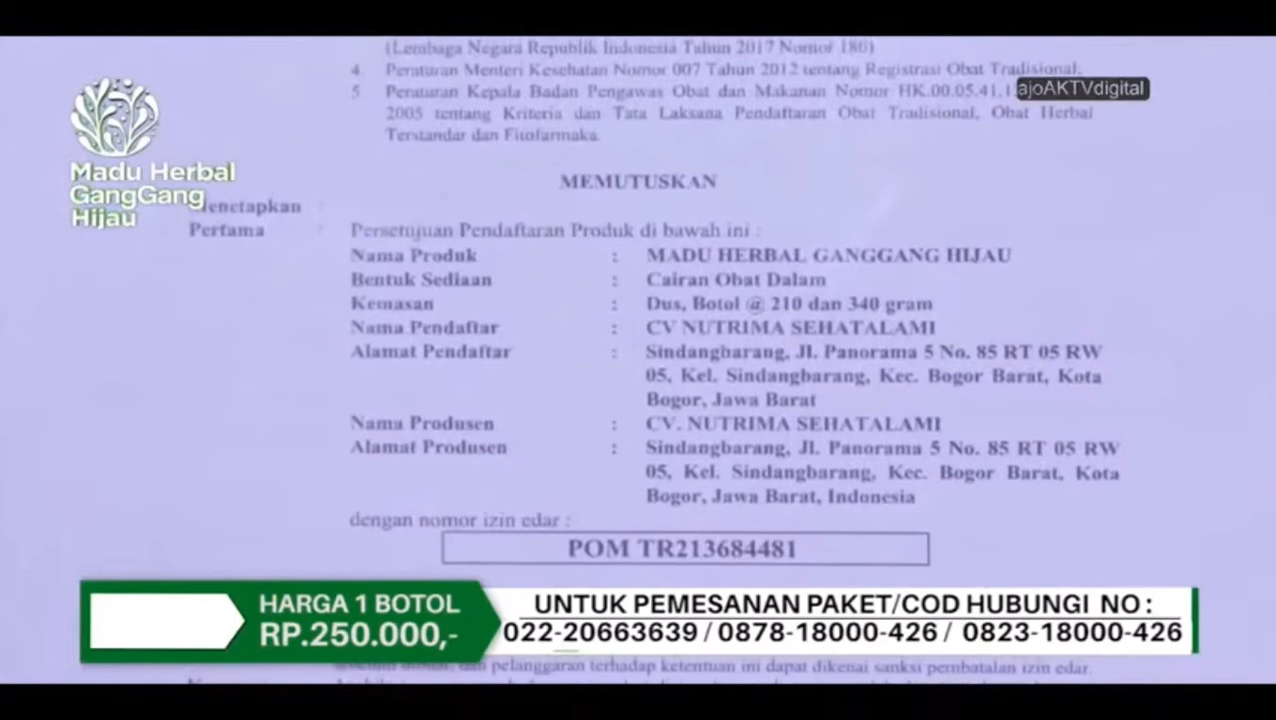 (Lembaga Negara Republik Indonesia Tahun 2017 Nomor 180)
4. Peraturan Menteri Kesehatan Nomor 007 Tahun 2012 tentang Registrasi Obat Tradisional.
5 Peraturan Kepala Badan Pengawas Obat dan Makanan Nomor HK.00.05.41.1
ajoAKTVdigital
2005 tentang Kriteria dan Tata Laksana Pendaftaran Obat Tradisional, Obat Herbal
Terstandar dan Fitofarmaka.
Madu Herbal
GangGang
Hijau
MEMUTUSKAN
Menetapkan :
Pertama : Persetujuan Pendaftaran Produk di bawah ini :
Nama Produk : MADU HERBAL GANGGANG HIJAU
Bentuk Sediaan : Cairan Obat Dalam
Kemasan : Dus, Botol @ 210 dan 340 gram
Nama Pendaftar : CV NUTRIMA SEHATALAMI
Alamat Pendaftar : Sindangbarang, Jl. Panorama 5 No. 85 RT 05 RW
05, Kel. Sindangbarang, Kec. Bogor Barat, Kota
Bogor, Jawa Barat
Nama Produsen : CV. NUTRIMA SEHATALAMI
Alamat Produsen : Sindangbarang, Jl. Panorama 5 No. 85 RT 05 RW
05, Kel. Sindangbarang, Kec. Bogor Barat, Kota
Bogor, Jawa Barat, Indonesia
dengan nomor izin edar :
POM TR213684481
HARGA 1 BOTOL
RP.250.000,-
UNTUK PEMESANAN PAKET/COD HUBUNGI NO :
022-20663639 / 0878-18000-426 / 0823-18000-426
pelanggaran terhadap ketentuan ini dapat dikenai sanksi pembatalan izin edar.